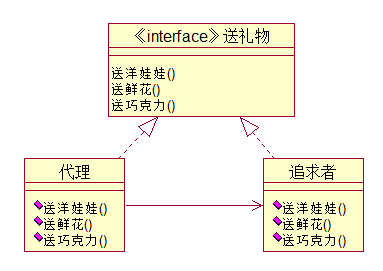 《interface》送礼物
送洋娃娃()
送鲜花()
送巧克力()
代理
送洋娃娃()
送鲜花()
送巧克力()
追求者
送洋娃娃()
送鲜花()
送巧克力()